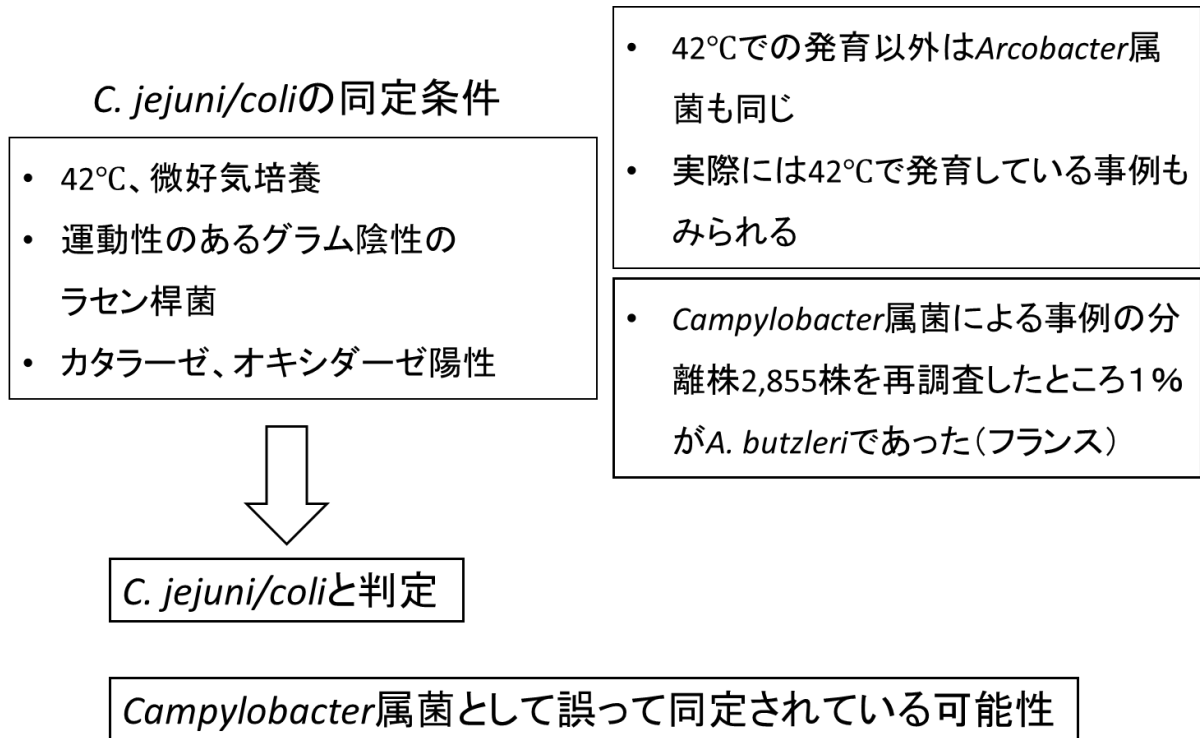 C. jejuni/coliの同定条件
• 42℃、微好気培養
• 運動性のあるグラム陰性の
ラセン桿菌
• カタラーゼ、オキシダーゼ陽性
• 42℃での発育以外はArcobacter属
菌も同じ
• 実際には42℃で発育している事例も
みられる
• Campylobacter属菌による事例の分
離株2,855株を再調査したところ１%
がA. butzleriであった（フランス）
C. jejuni/coliと判定
Campylobacter属菌として誤って同定されている可能性